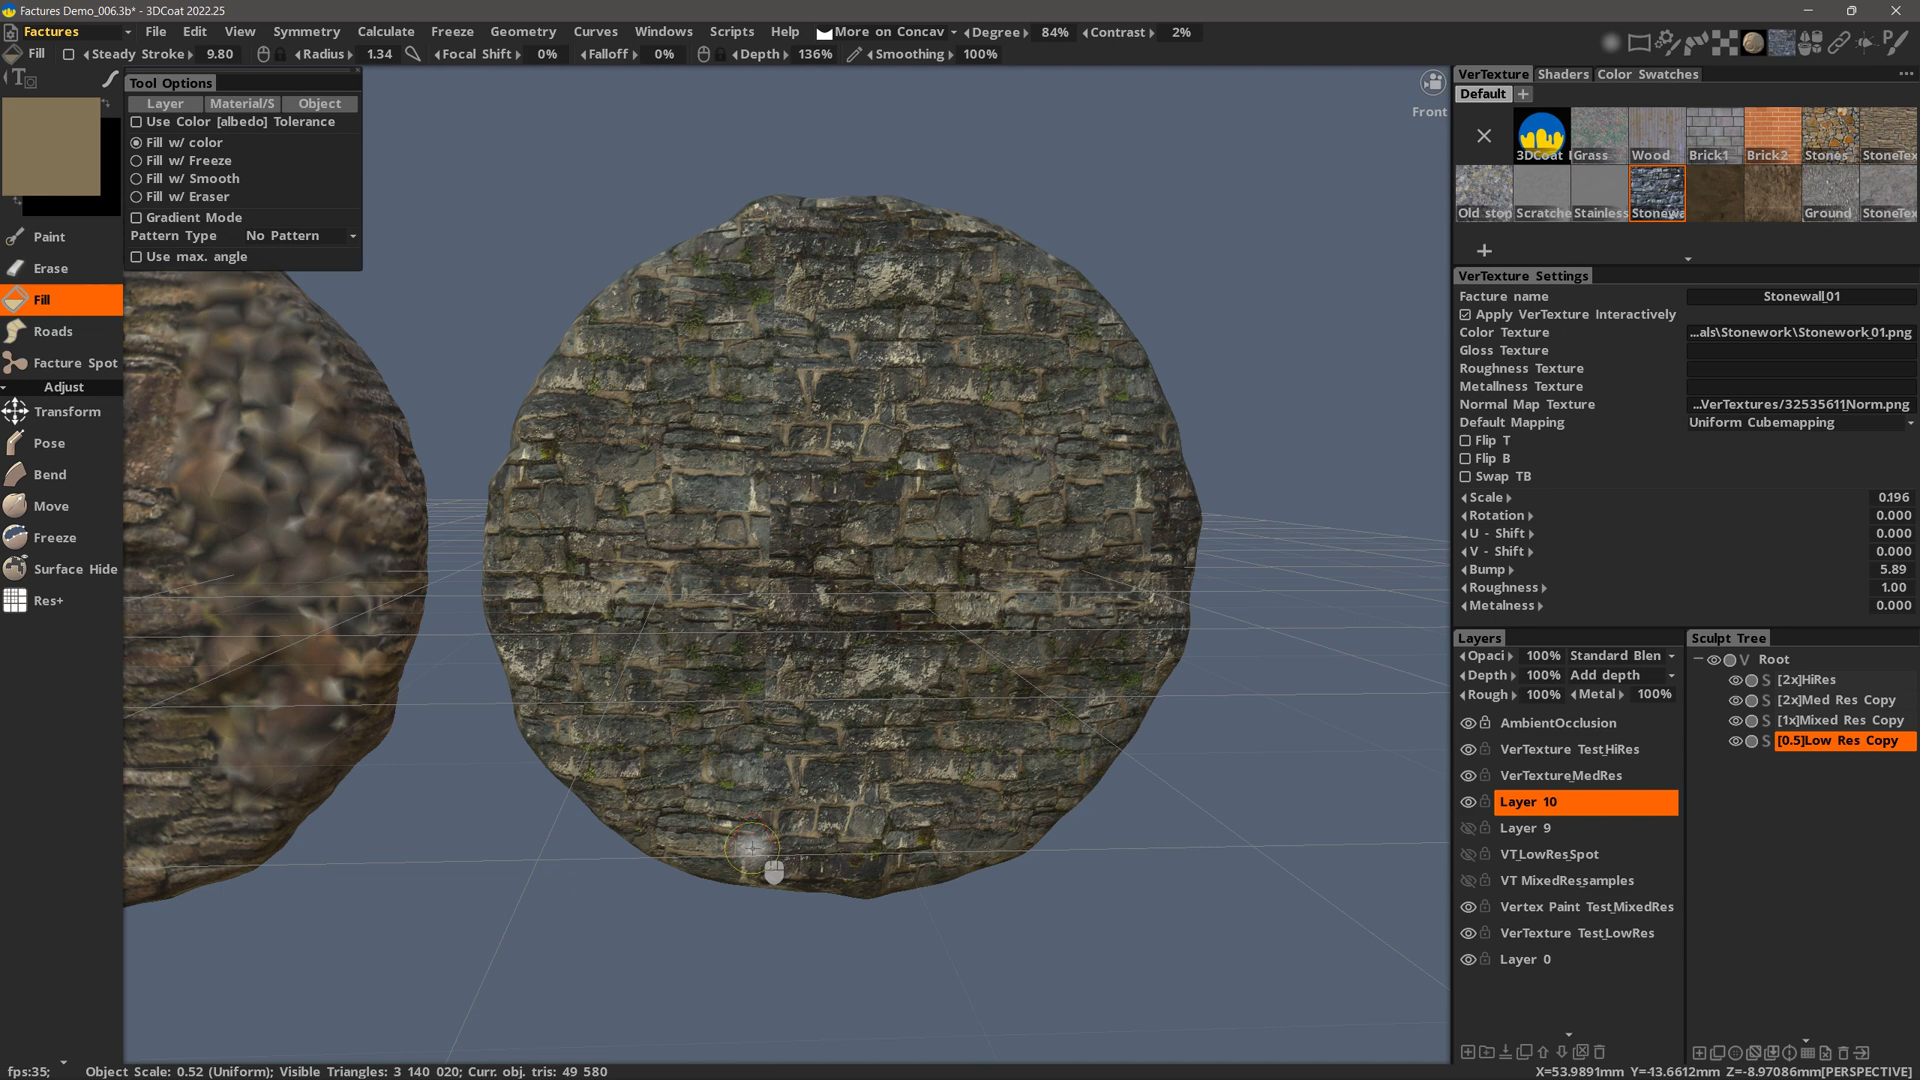 Factures Demo_006.3b* - 3DCoat 2022.25
Factures File Edit View Symmetry Calculate Freeze Geometry Curves Windows Scripts Help More on Concav Degree 84% Contrast 2%
Fill Steady Stroke 9.80 Radius 1.34 Focal Shift 0% Falloff 0% Depth 136% Smoothing 100%
Tool Options
Layer Material/S Object
Use Color [albedo] Tolerance
Fill w/ color
Fill w/ Freeze
Fill w/ Smooth
Fill w/ Eraser
Gradient Mode
Pattern Type No Pattern
Use max. angle
Paint
Erase
Fill
Roads
Facture Spot
Adjust
Transform
Pose
Bend
Move
Freeze
Surface Hide
Res+
Front
VerTexture Shaders Color Swatches
Default +
3DCoat Grass Wood Brick1 Brick2 Stones StoneTex
Old stop Scratche Stainless Stonewa Ground StoneTex
VerTexture Settings
Facture name Stonewall_01
Apply VerTexture Interactively
Color Texture ...als\Stonework\Stonework_01.png
Gloss Texture
Roughness Texture
Metallness Texture
Normal Map Texture ...VerTextures/32535611_Norm.png
Default Mapping Uniform Cubemapping
Flip T
Flip B
Swap TB
Scale 0.196
Rotation 0.000
U - Shift 0.000
V - Shift 0.000
Bump 5.89
Roughness 1.00
Metalness 0.000
Layers
Opaci 100% Standard Blen
Depth 100% Add depth
Rough 100% Metal 100%
AmbientOcclusion
VerTexture Test_HiRes
VerTexture_MedRes
Layer 10
Layer 9
VT_LowRes_Spot
VT MixedRes_samples
Vertex Paint Test_MixedRes
VerTexture Test_LowRes
Layer 0
Sculpt Tree
V Root
S [2x]HiRes
S [2x]Med Res Copy
S [1x]Mixed Res Copy
S [0.5]Low Res Copy
fps:35; Object Scale: 0.52 (Uniform); Visible Triangles: 3 140 020; Curr. obj. tris: 49 580
X=53.9891mm Y=-13.6612mm Z=-8.97086mm[PERSPECTIVE]